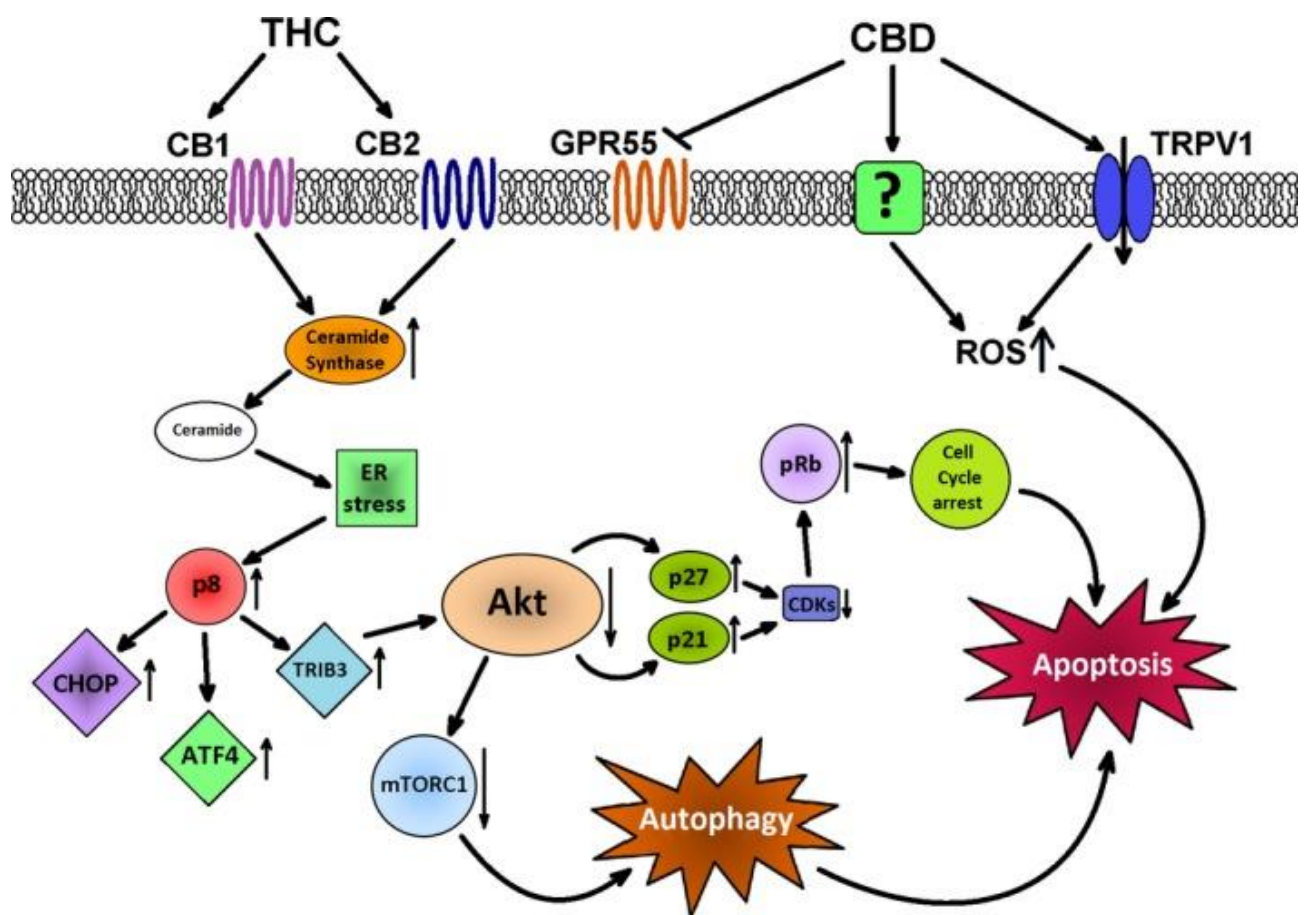 THC
CBD
CB1
CB2
GPR55
TRPV1
?
Ceramide
Synthase
ROS
Ceramide
ER
stress
pRb
Cell
Cycle
arrest
p8
Akt
p27
CDKs
p21
CHOP
TRIB3
Apoptosis
ATF4
mTORC1
Autophagy